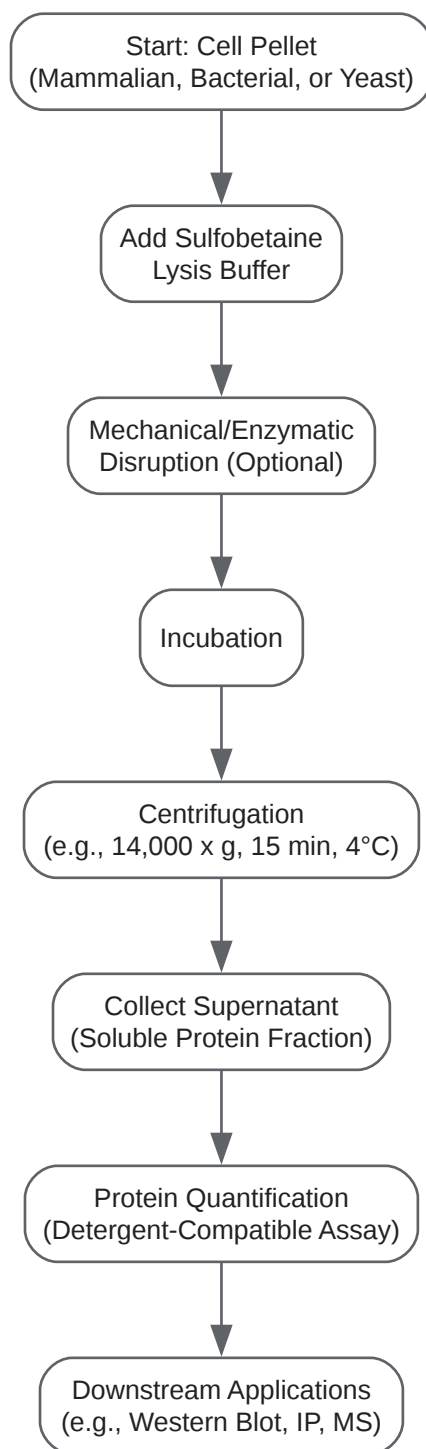 Start: Cell Pellet
(Mammalian, Bacterial, or Yeast)
Add Sulfobetaine
Lysis Buffer
Mechanical/Enzymatic
Disruption (Optional)
Incubation
Centrifugation
(e.g., 14,000 x g, 15 min, 4°C)
Collect Supernatant
(Soluble Protein Fraction)
Protein Quantification
(Detergent-Compatible Assay)
Downstream Applications
(e.g., Western Blot, IP, MS)